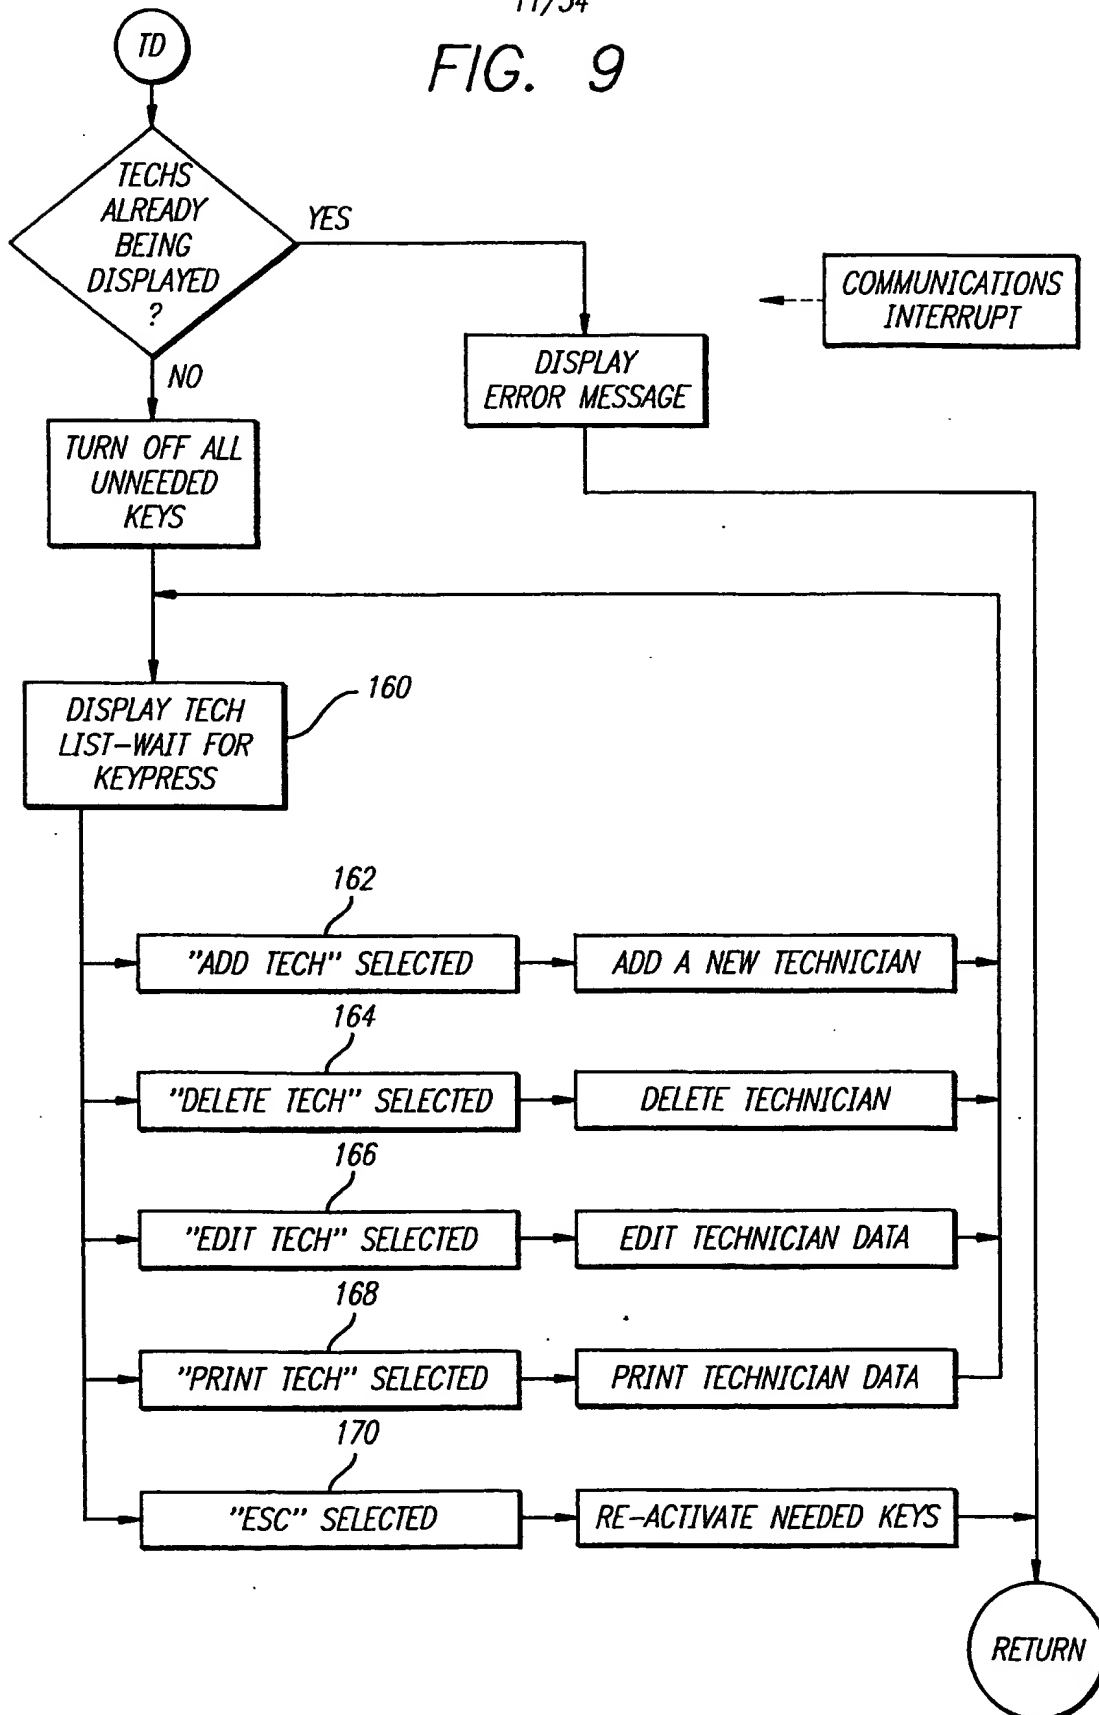 11/34
FIG. 9
TD
TECHS
ALREADY
BEING
DISPLAYED
?
YES
NO
COMMUNICATIONS
INTERRUPT
DISPLAY
ERROR MESSAGE
TURN OFF ALL
UNNEEDED
KEYS
DISPLAY TECH
LIST-WAIT FOR
KEYPRESS
160
162
"ADD TECH" SELECTED
ADD A NEW TECHNICIAN
164
"DELETE TECH" SELECTED
DELETE TECHNICIAN
166
"EDIT TECH" SELECTED
EDIT TECHNICIAN DATA
168
"PRINT TECH" SELECTED
PRINT TECHNICIAN DATA
170
"ESC" SELECTED
RE-ACTIVATE NEEDED KEYS
RETURN